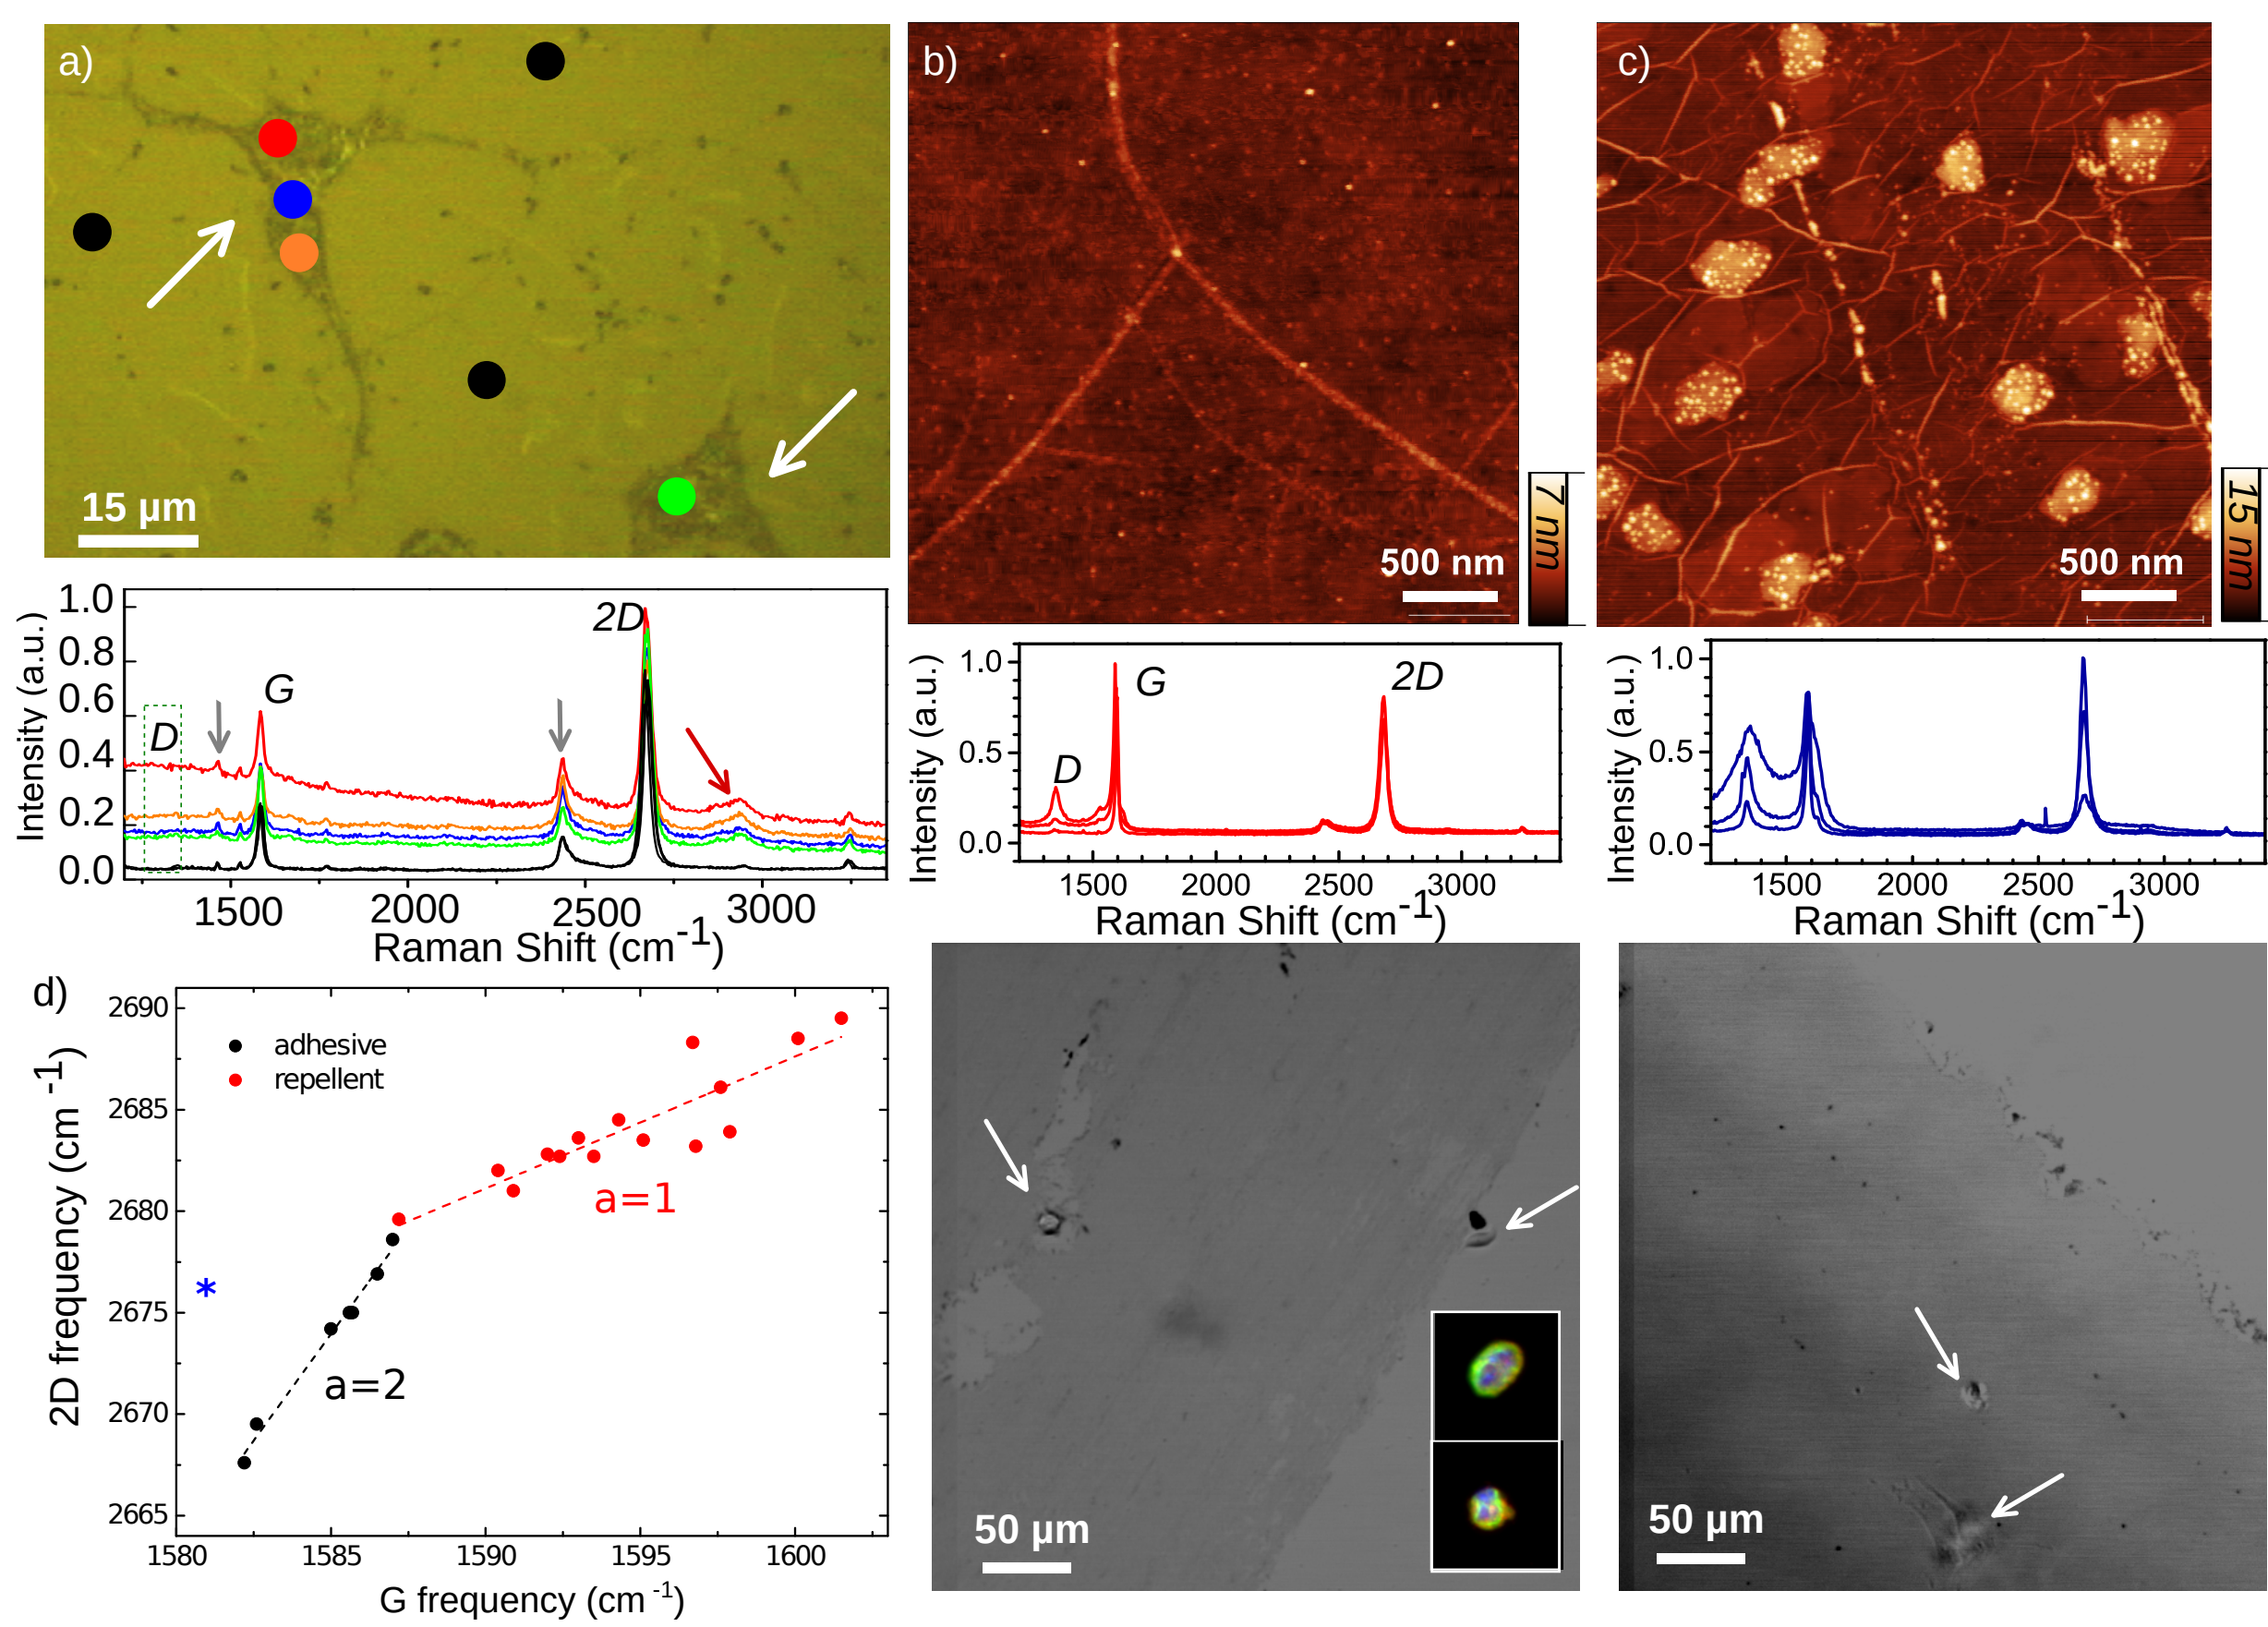 a)
15 µm
b)
500 nm
7 nm
c)
500 nm
15 nm
Intensity (a.u.)
1.0
0.8
0.6
0.4
0.2
0.0
D
G
2D
1500 2000 2500 3000
Raman Shift (cm-1)
Intensity (a.u.)
1.0
0.5
0.0
D
G
2D
1500 2000 2500 3000
Raman Shift (cm-1)
Intensity (a.u.)
1.0
0.5
0.0
1500 2000 2500 3000
Raman Shift (cm-1)
d)
2D frequency (cm-1)
2690
2685
2680
2675
2670
2665
adhesive
repellent
a=1
*
a=2
1580 1585 1590 1595 1600
G frequency (cm-1)
50 µm
50 µm